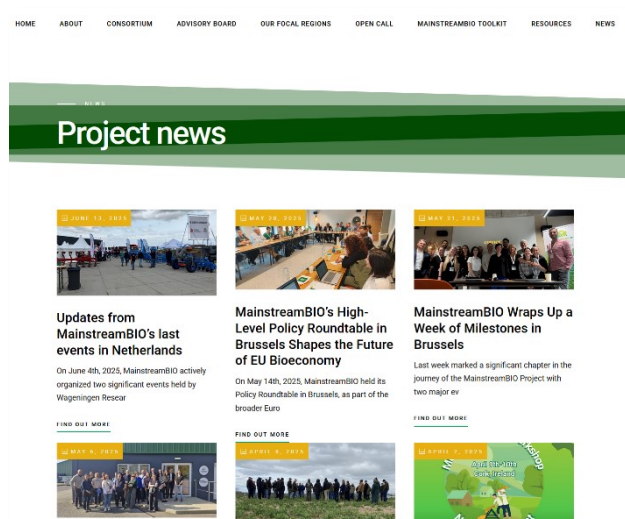 HOME ABOUT CONSORTIUM ADVISORY BOARD OUR FOCAL REGIONS OPEN CALL MAINSTREAMBIO TOOLKIT RESOURCES NEWS
NEWS
Project news
JUNE 13, 2025
Updates from
MainstreamBIO's last
events in Netherlands
On June 4th, 2025, MainstreamBIO actively
organized two significant events held by
Wageningen Resear
FIND OUT MORE
MAY 28, 2025
MainstreamBIO's High-
Level Policy Roundtable in
Brussels Shapes the Future
of EU Bioeconomy
On May 14th, 2025, MainstreamBIO held its
Policy Roundtable in Brussels, as part of the
broader Euro
FIND OUT MORE
MAY 21, 2025
MainstreamBIO Wraps Up a
Week of Milestones in
Brussels
Last week marked a significant chapter in the
journey of the MainstreamBIO Project with
two major ev
FIND OUT MORE
MAY 6, 2025
APRIL 4, 2025
APRIL 2, 2025
Cork, Ireland